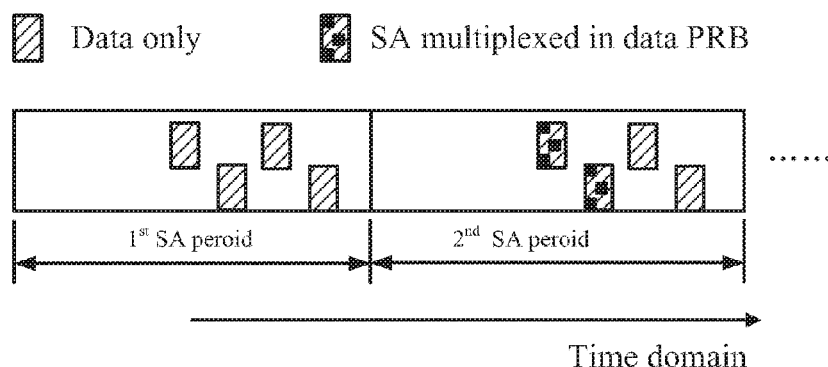 Data only
SA multiplexed in data PRB
1st SA peroid
2nd SA peroid
......
Time domain